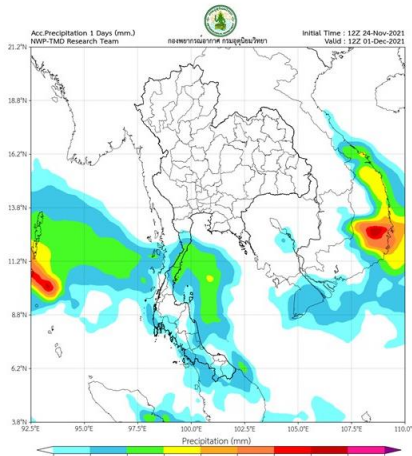 Acc.Precipitation 1 Days (mm.)
Initial Time : 12Z 24-Nov-2021
NWP-TMD Research Team
กองพยากรณ์อากาศ กรมอุตุนิยมวิทยา
Valid : 12Z 01-Dec-2021
21.2°N
18.8°N
16.2°N
13.8°N
11.2°N
8.8°N
6.2°N
3.8°N
92.5°E
95.0°E
97.5°E
100.0°E
102.5°E
105.0°E
107.5°E
110.0°E
Precipitation (mm)